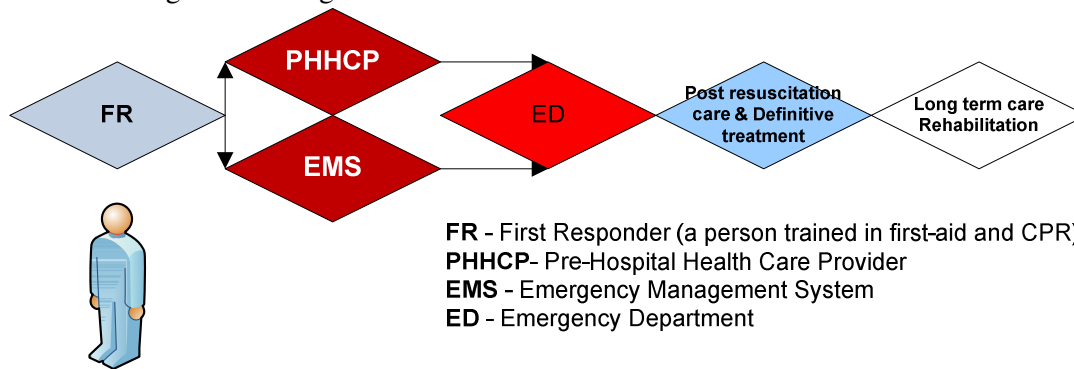 PHHCP
FR
EMS
ED
Post resuscitation
care & Definitive
treatment
Long term care
Rehabilitation
FR - First Responder (a person trained in first-aid and CPR)
PHHCP- Pre-Hospital Health Care Provider
EMS - Emergency Management System
ED - Emergency Department